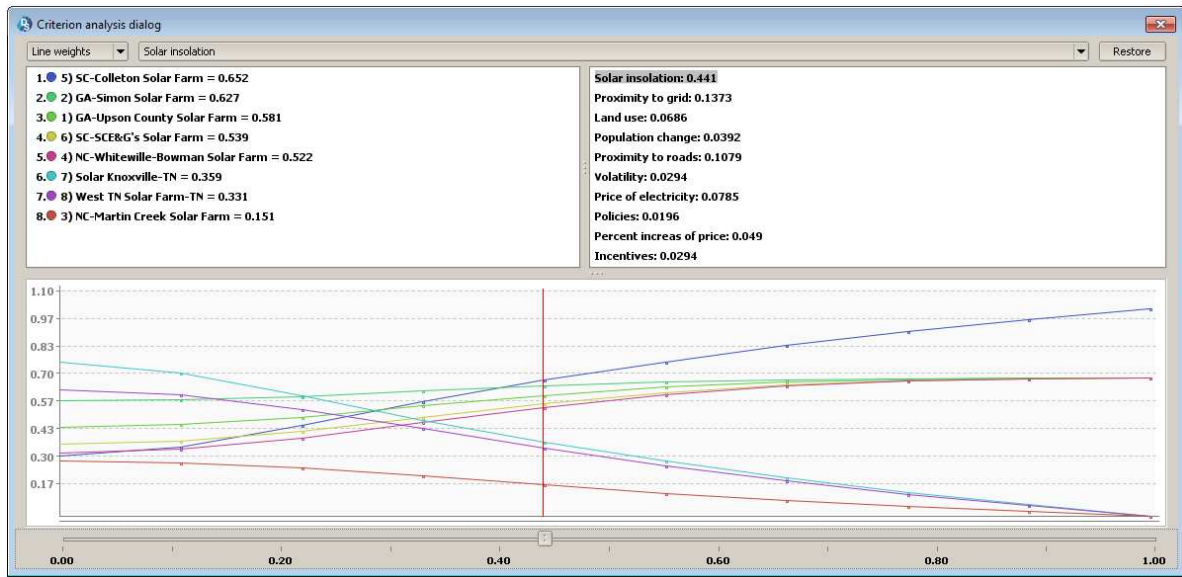 Criterion analysis dialog
Line weights Solar insolation Restore
1. 5) SC-Colleton Solar Farm = 0.652
2. 2) GA-Simon Solar Farm = 0.627
3. 1) GA-Upson County Solar Farm = 0.581
4. 6) SC-SCE&G's Solar Farm = 0.539
5. 4) NC-Whitewille-Bowman Solar Farm = 0.522
6. 7) Solar Knoxville-TN = 0.359
7. 8) West TN Solar Farm-TN = 0.331
8. 3) NC-Martin Creek Solar Farm = 0.151
Solar insolation: 0.441
Proximity to grid: 0.1373
Land use: 0.0686
Population change: 0.0392
Proximity to roads: 0.1079
Volatility: 0.0294
Price of electricity: 0.0785
Policies: 0.0196
Percent increas of price: 0.049
Incentives: 0.0294
1.10
0.97
0.83
0.70
0.57
0.43
0.30
0.17
0.00 0.20 0.40 0.60 0.80 1.00